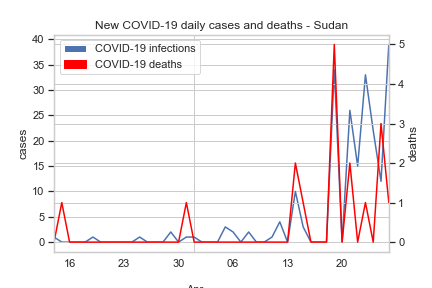 New COVID-19 daily cases and deaths - Sudan
COVID-19 infections
COVID-19 deaths
40
35
30
25
20
15
10
5
0
cases
5
4
3
2
1
0
deaths
16 23 30 06 13 20